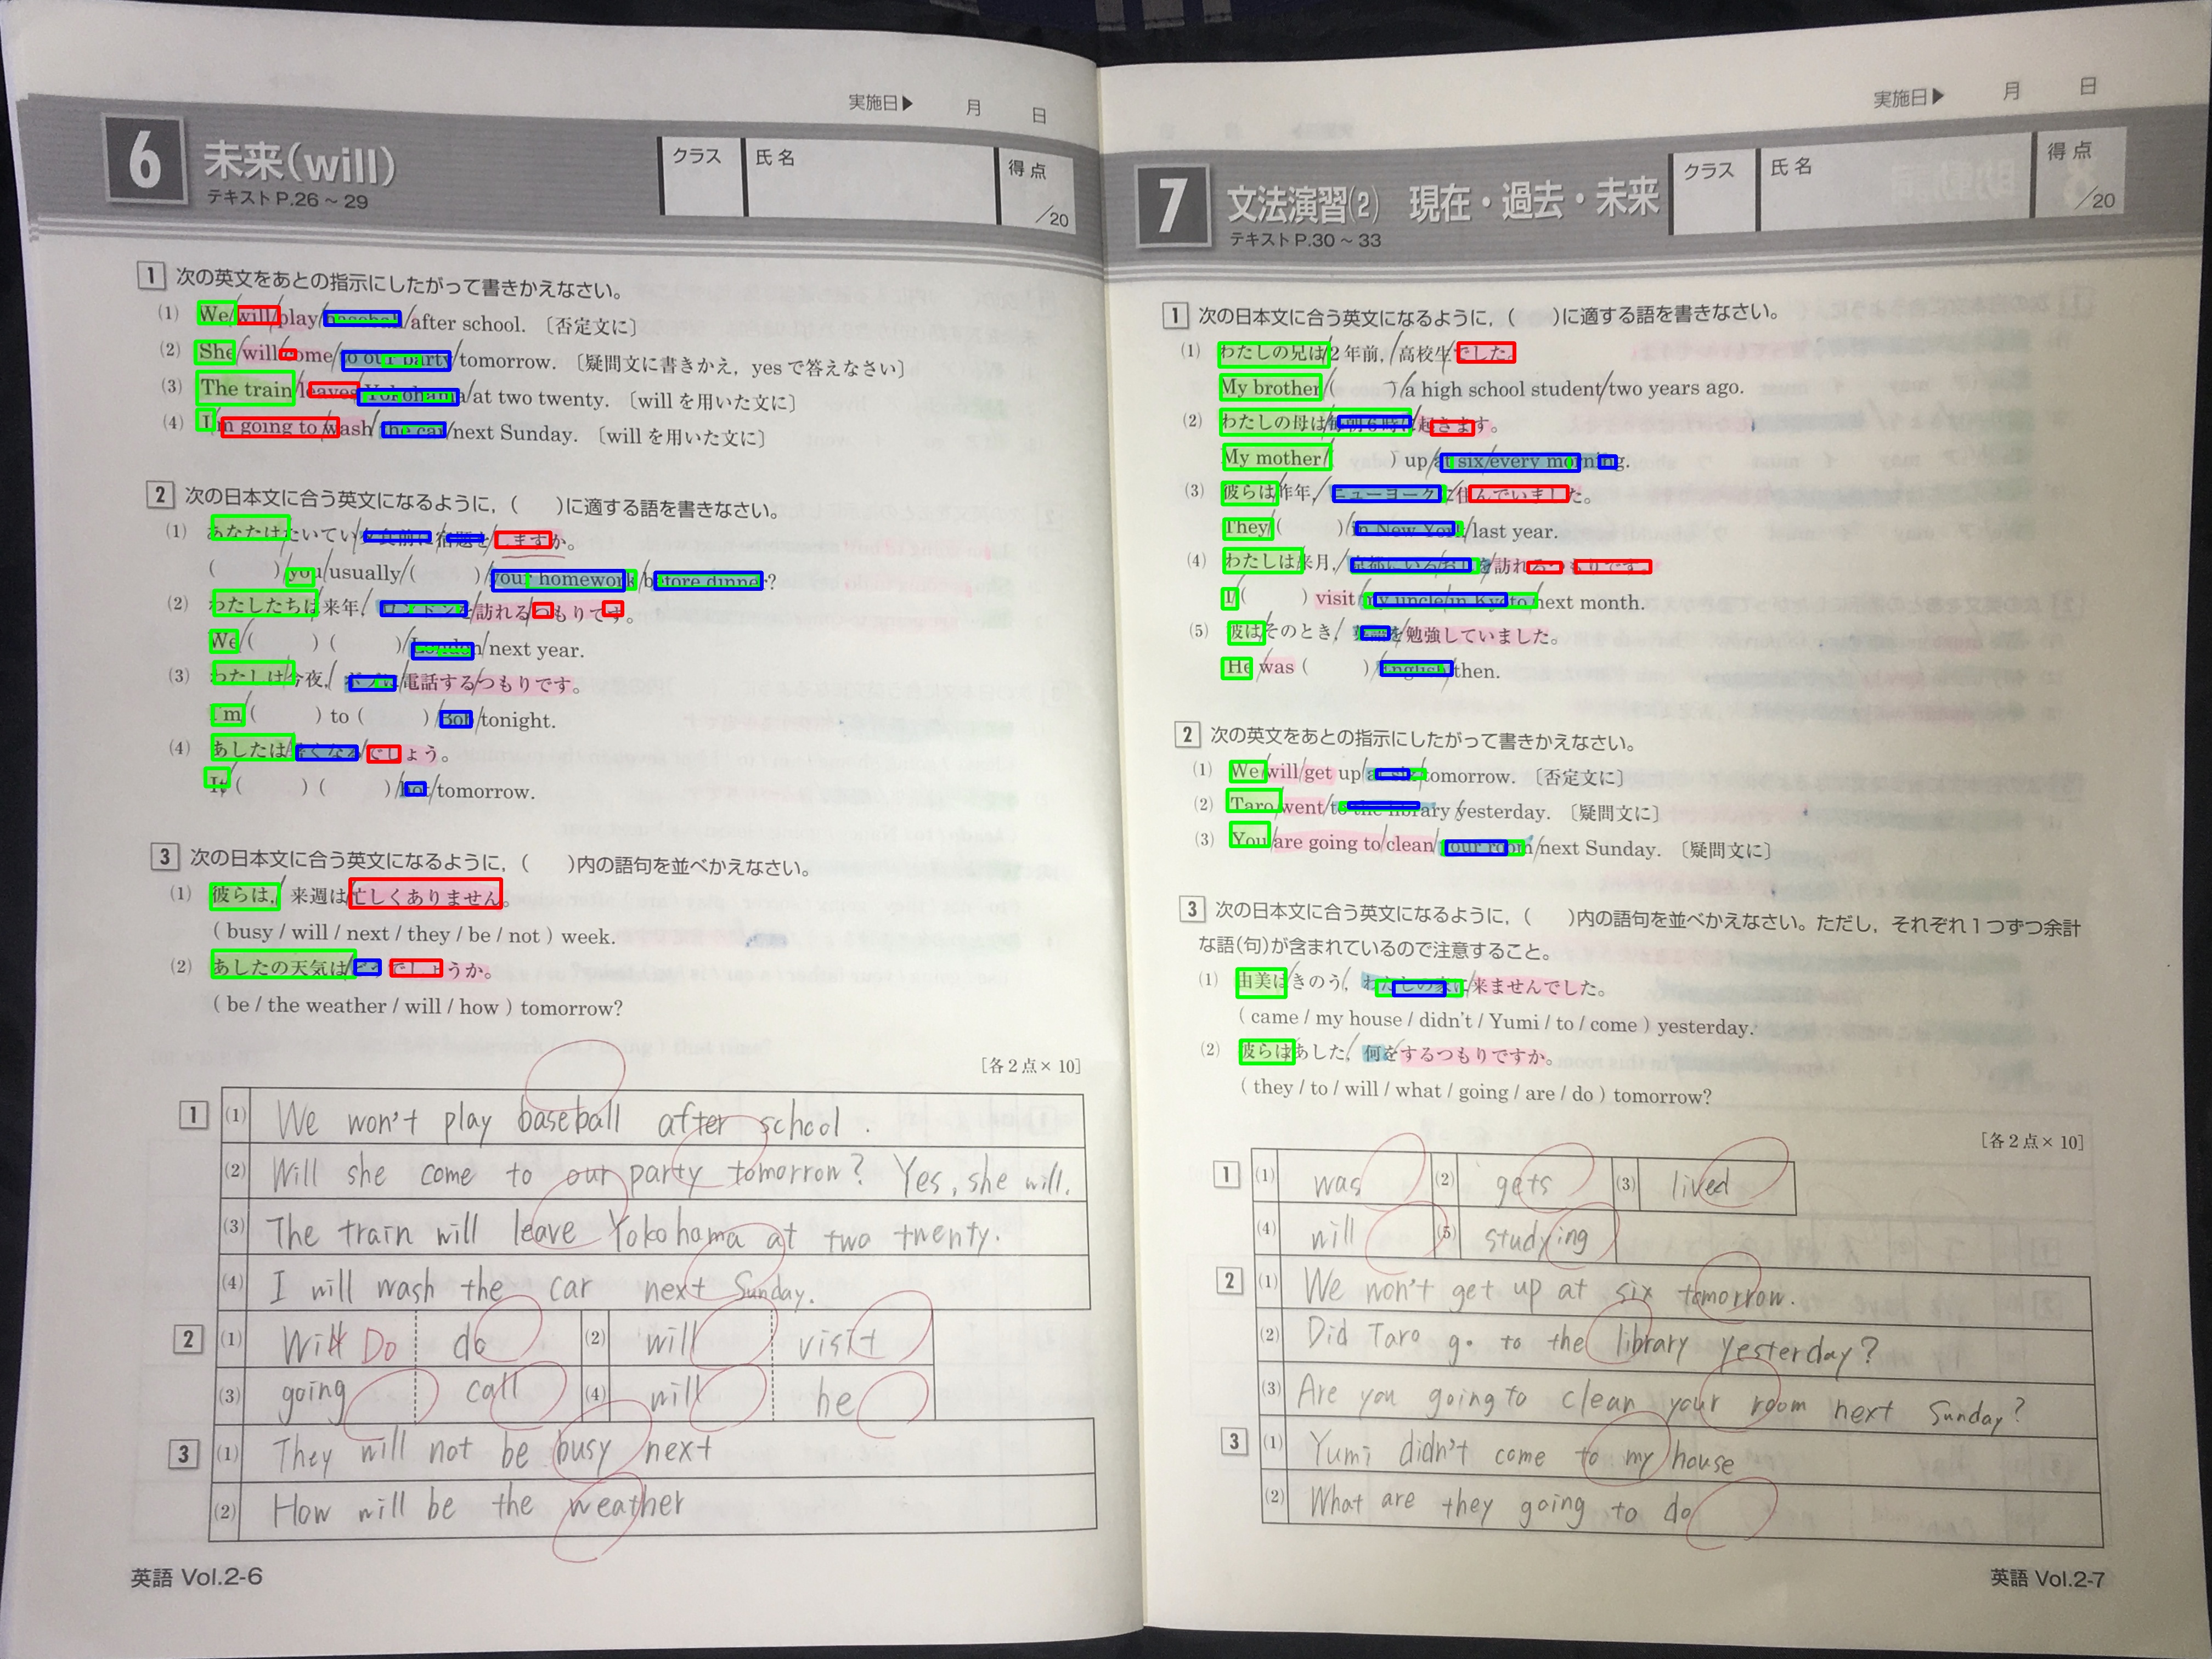 実施日▶ 月 日
6 未来(will)
テキスト P.26 ~ 29
クラス 氏名 得点 /20
1 次の英文をあとの指示にしたがって書きかえなさい。
(1) We/will/play/baseball/after school. 〔否定文に〕
(2) She/will/come/to our party/tomorrow. 〔疑問文に書きかえ, yes で答えなさい〕
(3) The train/leaves/Yokohama/at two twenty. 〔will を用いた文に〕
(4) I'm going to/wash/the car/next Sunday. 〔will を用いた文に〕
2 次の日本文に合う英文になるように, ( )に適する語を書きなさい。
(1) あなたはたいてい/夕食前に/宿題を/しますか。
( )/you/usually/( )/your homework/before dinner?
(2) わたしたちは/来年,/ロンドンを/訪れる/つもりです。
We/( ) ( )/London/next year.
(3) わたしは/今夜,/ボブに/電話する/つもりです。
I'm/( ) to ( )/Bob/tonight.
(4) あしたは/暑くなる/でしょう。
It/( ) ( )/hot/tomorrow.
3 次の日本文に合う英文になるように, ( )内の語句を並べかえなさい。
(1) 彼らは,/来週は/忙しくありません。
( busy / will / next / they / be / not ) week.
(2) あしたの天気は/どう/でしょうか。
( be / the weather / will / how ) tomorrow?
[各2点×10]
1 (1) We won't play baseball after school .
(2) Will she come to our party tomorrow? Yes, she will.
(3) The train will leave Yokohama at two twenty.
(4) I will wash the car next Sunday.
2 (1) Will Do do (2) will visit
(3) going call (4) will be
3 (1) They will not be busy next
(2) How will be the weather
英語 Vol.2-6
実施日▶ 月 日
7 文法演習(2) 現在・過去・未来
テキスト P.30 ~ 33
クラス 氏名 得点 /20
1 次の日本文に合う英文になるように, ( )に適する語を書きなさい。
(1) わたしの兄は/2年前,/高校生/でした。
My brother/( )/a high school student/two years ago.
(2) わたしの母は/毎朝6時に/起きます。
My mother/( ) up/at six/every morning.
(3) 彼らは/昨年,/ニューヨークに/住んでいました。
They/( )/in New York/last year.
(4) わたしは/来月,/京都にいるおじを/訪れる/つもりです。
I/( ) visit/my uncle/in Kyoto/next month.
(5) 彼は/そのとき,/英語を/勉強していました。
He/was ( )/English/then.
2 次の英文をあとの指示にしたがって書きかえなさい。
(1) We/will/get up/at six/tomorrow. 〔否定文に〕
(2) Taro/went/to the library/yesterday. 〔疑問文に〕
(3) You/are going to/clean/your room/next Sunday. 〔疑問文に〕
3 次の日本文に合う英文になるように, ( )内の語句を並べかえなさい。ただし, それぞれ1つずつ余計
な語(句)が含まれているので注意すること。
(1) 由美は/きのう,/わたしの家に/来ませんでした。
( came / my house / didn't / Yumi / to / come ) yesterday.
(2) 彼らは/あした,/何を/するつもりですか。
( they / to / will / what / going / are / do ) tomorrow?
[各2点×10]
1 (1) was (2) gets (3) lived
(4) will (5) studying
2 (1) We won't get up at six tomorrow.
(2) Did Taro go to the library yesterday?
(3) Are you going to clean your room next Sunday?
3 (1) Yumi didn't come to my house
(2) What are they going to do
英語 Vol.2-7